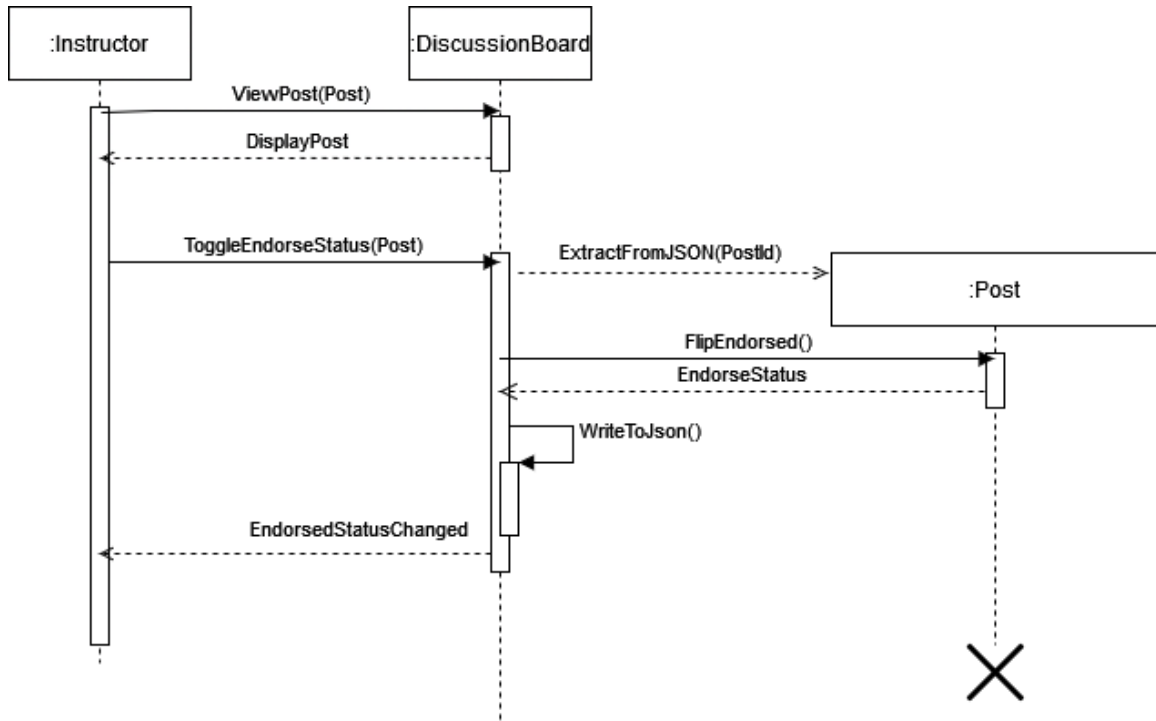 :Instructor
:DiscussionBoard
ViewPost(Post)
DisplayPost
ToggleEndorseStatus(Post)
ExtractFromJSON(PostId)
:Post
FlipEndorsed()
EndorseStatus
WriteToJson()
EndorsedStatusChanged